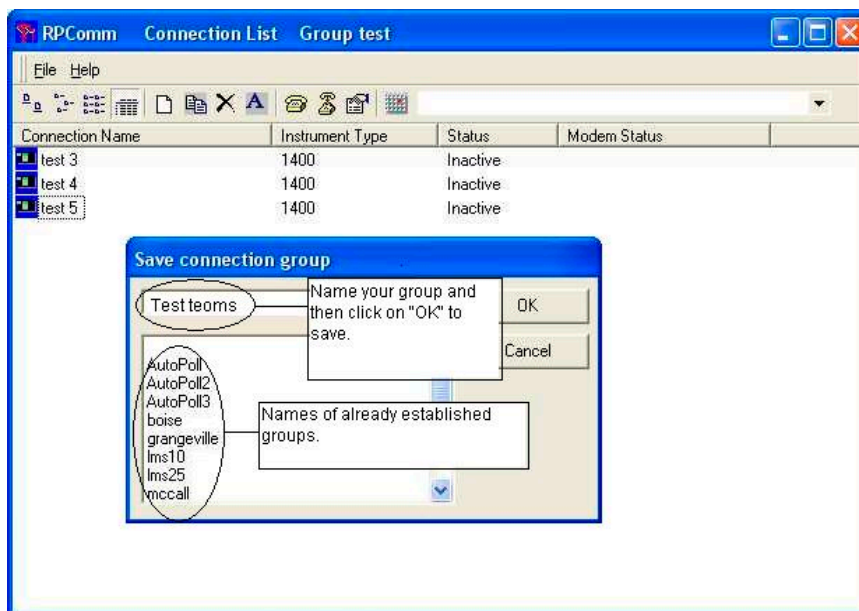 RPComm Connection List Group test
File Help
Connection Name Instrument Type Status Modem Status
test 3 1400 Inactive
test 4 1400 Inactive
test 5 1400 Inactive
Save connection group
Test teoms
Name your group and
then click on "OK" to
save.
OK
Cancel
AutoPoll
AutoPoll2
AutoPoll3
boise
grangeville
lms10
lms25
mccall
Names of already established
groups.